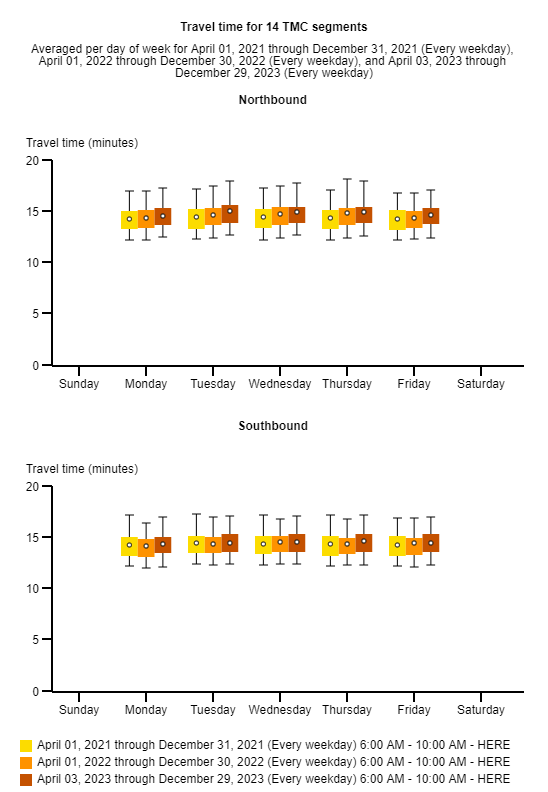 Travel time for 14 TMC segments
Averaged per day of week for April 01, 2021 through December 31, 2021 (Every weekday),
April 01, 2022 through December 30, 2022 (Every weekday), and April 03, 2023 through
December 29, 2023 (Every weekday)
Northbound
Travel time (minutes)
20
15
10
5
0
Sunday Monday Tuesday Wednesday Thursday Friday Saturday
Southbound
Travel time (minutes)
20
15
10
5
0
Sunday Monday Tuesday Wednesday Thursday Friday Saturday
April 01, 2021 through December 31, 2021 (Every weekday) 6:00 AM - 10:00 AM - HERE
April 01, 2022 through December 30, 2022 (Every weekday) 6:00 AM - 10:00 AM - HERE
April 03, 2023 through December 29, 2023 (Every weekday) 6:00 AM - 10:00 AM - HERE